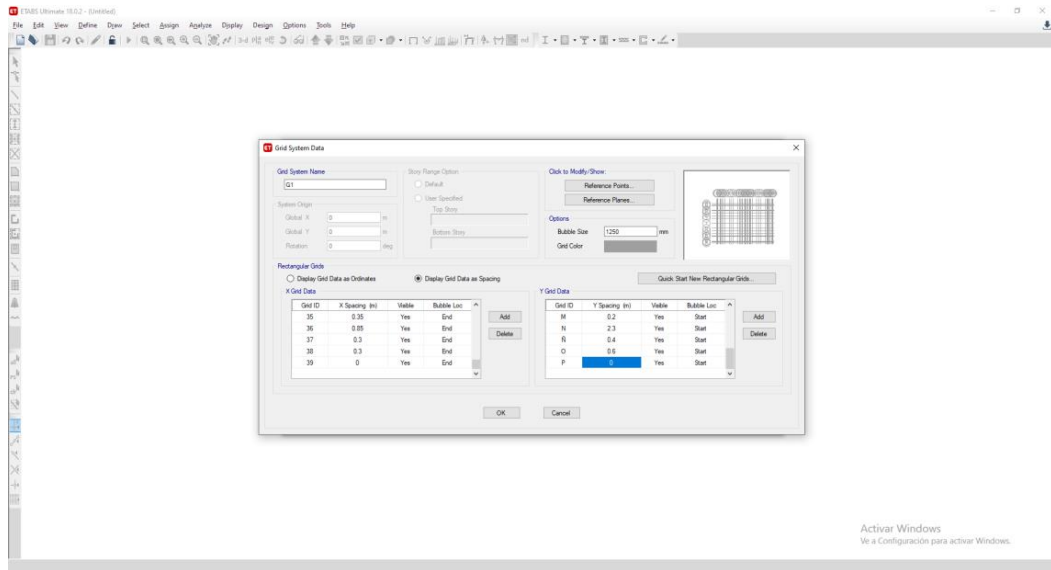 ETABS Ultimate 18.0.2 - (Untitled)
File Edit View Define Draw Select Assign Analyze Display Design Options Tools Help
Grid System Data
Grid System Name
G1
Story Range Option
Default
User Specified
Top Story
Bottom Story
System Origin
Global X 0 m
Global Y 0 m
Rotation 0 deg
Click to Modify/Show:
Reference Points...
Reference Planes...
Options
Bubble Size 1250 mm
Grid Color
Rectangular Grids
Display Grid Data as Ordinates Display Grid Data as Spacing Quick Start New Rectangular Grids...
X Grid Data
Grid ID X Spacing (m) Visible Bubble Loc
35 0.35 Yes End
36 0.85 Yes End
37 0.3 Yes End
38 0.3 Yes End
39 0 Yes End
Add
Delete
Y Grid Data
Grid ID Y Spacing (m) Visible Bubble Loc
M 0.2 Yes Start
N 2.3 Yes Start
Ñ 0.4 Yes Start
O 0.6 Yes Start
P 0 Yes Start
Add
Delete
OK Cancel
Activar Windows
Ve a Configuración para activar Windows.